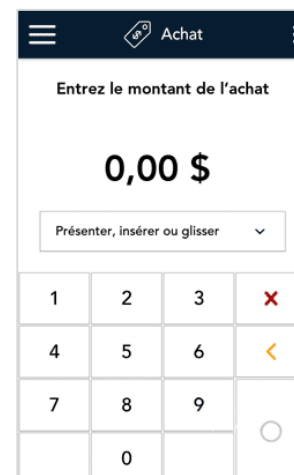 Achat
Entrez le montant de l'achat
0,00 $
Présenter, insérer ou glisser
1 2 3
4 5 6
7 8 9
0